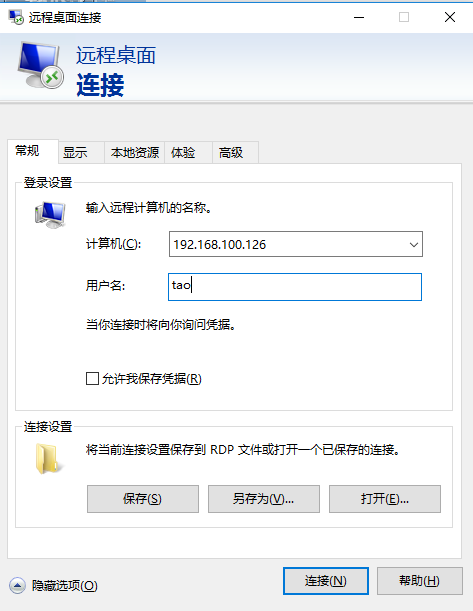 远程桌面连接
远程桌面
连接
常规 显示 本地资源 体验 高级
登录设置
输入远程计算机的名称。
计算机(C): 192.168.100.126
用户名: tao
当你连接时将向你询问凭据。
允许我保存凭据(R)
连接设置
将当前连接设置保存到 RDP 文件或打开一个已保存的连接。
保存(S) 另存为(V)... 打开(E)...
隐藏选项(O) 连接(N) 帮助(H)